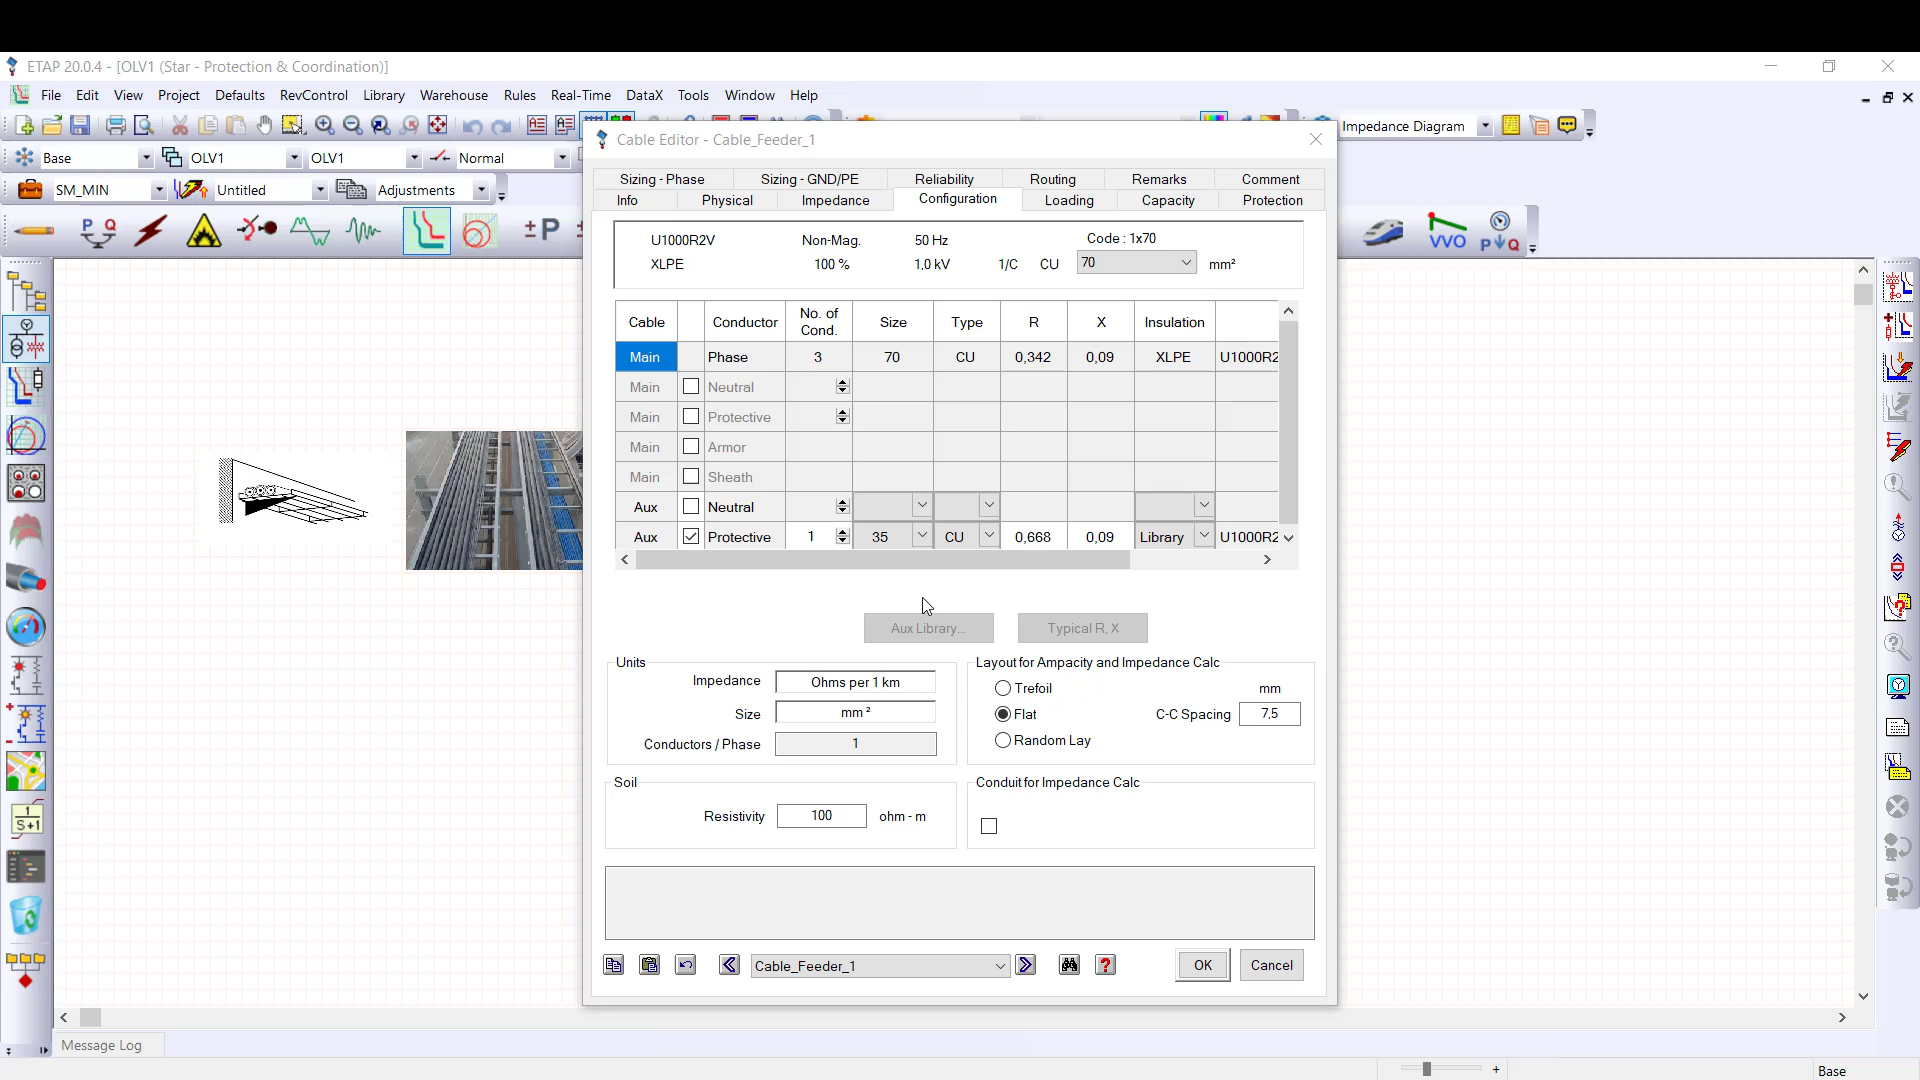 ETAP 20.0.4 - [OLV1 (Star - Protection & Coordination)]
File Edit View Project Defaults RevControl Library Warehouse Rules Real-Time DataX Tools Window Help
Impedance Diagram
Base OLV1 OLV1 Normal
SM_MIN Untitled Adjustments
P Q ± P ± VVO P Q
Cable Editor - Cable_Feeder_1
Sizing - Phase Sizing - GND/PE Reliability Routing Remarks Comment
Info Physical Impedance Configuration Loading Capacity Protection
U1000R2V Non-Mag. 50 Hz Code : 1x70
XLPE 100 % 1,0 kV 1/C CU 70 mm²
Cable Conductor No. of Cond. Size Type R X Insulation
Main Phase 3 70 CU 0,342 0,09 XLPE U1000R2
Main Neutral
Main Protective
Main Armor
Main Sheath
Aux Neutral
Aux Protective 1 35 CU 0,668 0,09 Library U1000R2
Aux Library... Typical R, X
Units
Impedance Ohms per 1 km
Size mm ²
Conductors / Phase 1
Layout for Ampacity and Impedance Calc
Trefoil mm
Flat C-C Spacing 7,5
Random Lay
Soil
Resistivity 100 ohm - m
Conduit for Impedance Calc
Cable_Feeder_1 ? OK Cancel
1
S+1
Message Log
+
Base